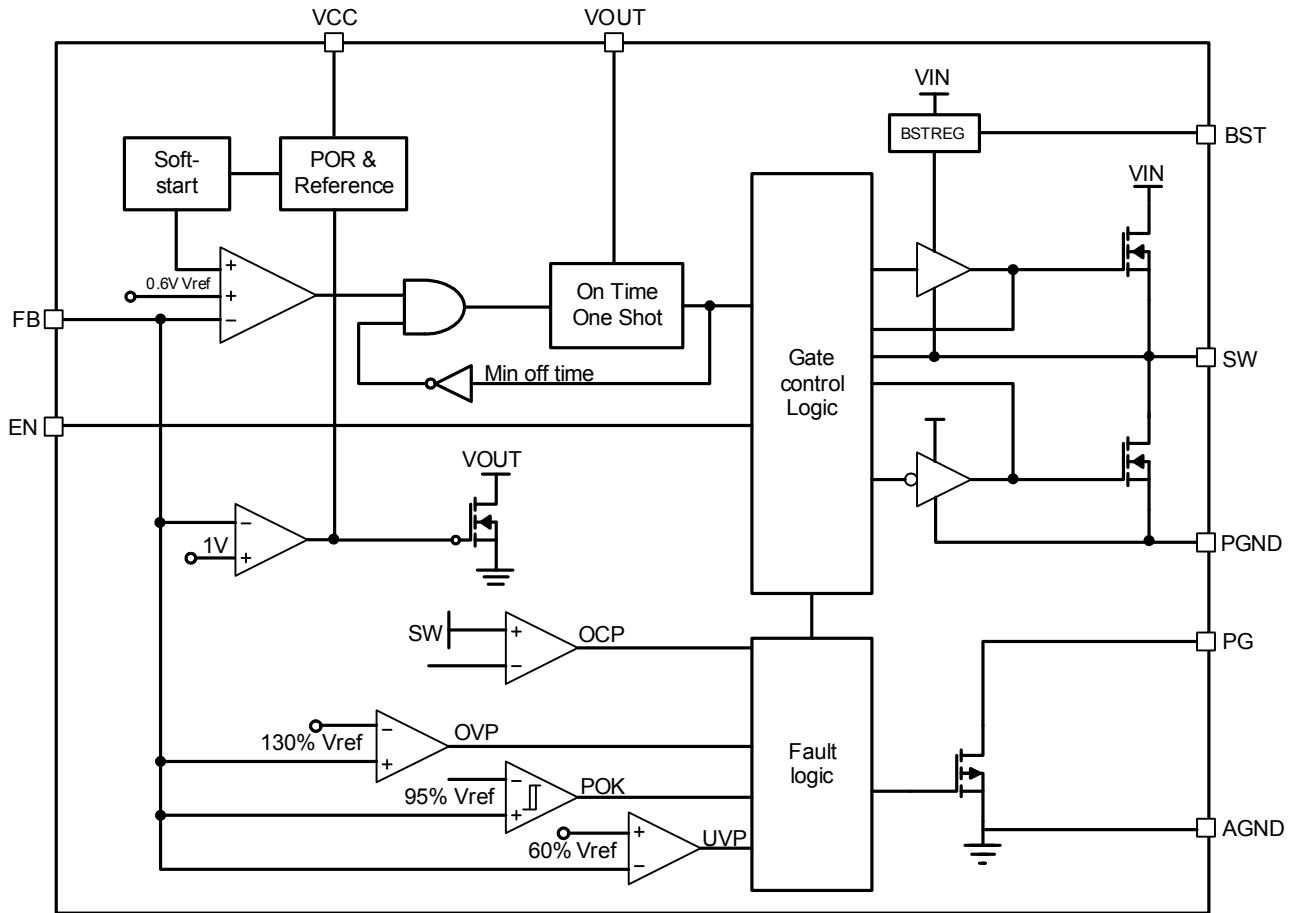 VCC
VOUT
VIN
BSTREG
BST
Soft-
start
POR &
Reference
VIN
+
0.6V Vref
+
−
FB
On Time
One Shot
Min off time
Gate
control
Logic
SW
EN
VOUT
−
1V
+
PGND
SW
+
−
OCP
PG
−
130% Vref
+
OVP
Fault
logic
−
95% Vref
+
POK
+
60% Vref
−
UVP
AGND